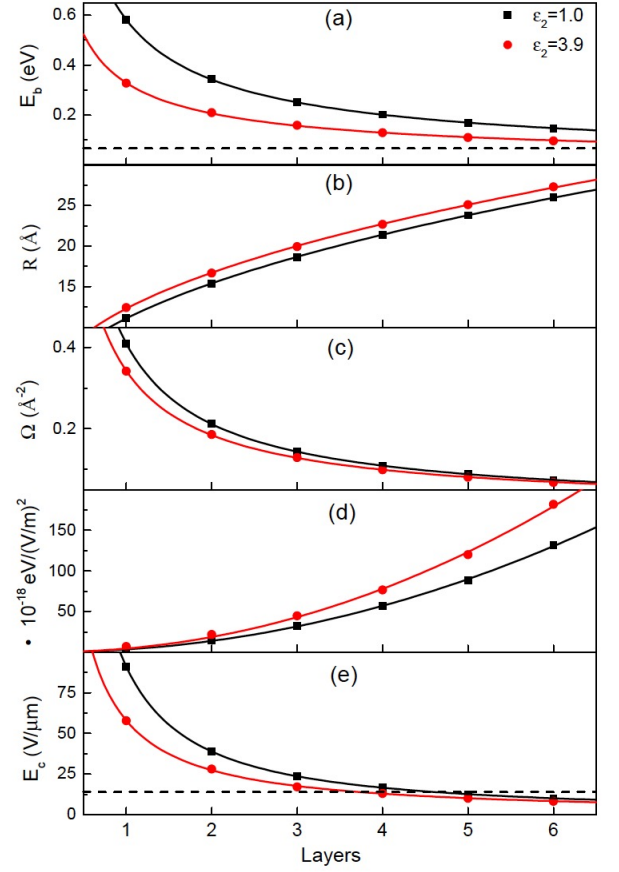 (a)
ε₂=1.0
ε₂=3.9
E_b (eV)
0.6
0.4
0.2
(b)
R (Å)
25
20
15
(c)
Ω (Å⁻²)
0.4
0.2
(d)
• 10⁻¹⁸ eV/(V/m)²
150
100
50
(e)
E_c (V/μm)
75
50
25
0
1 2 3 4 5 6
Layers